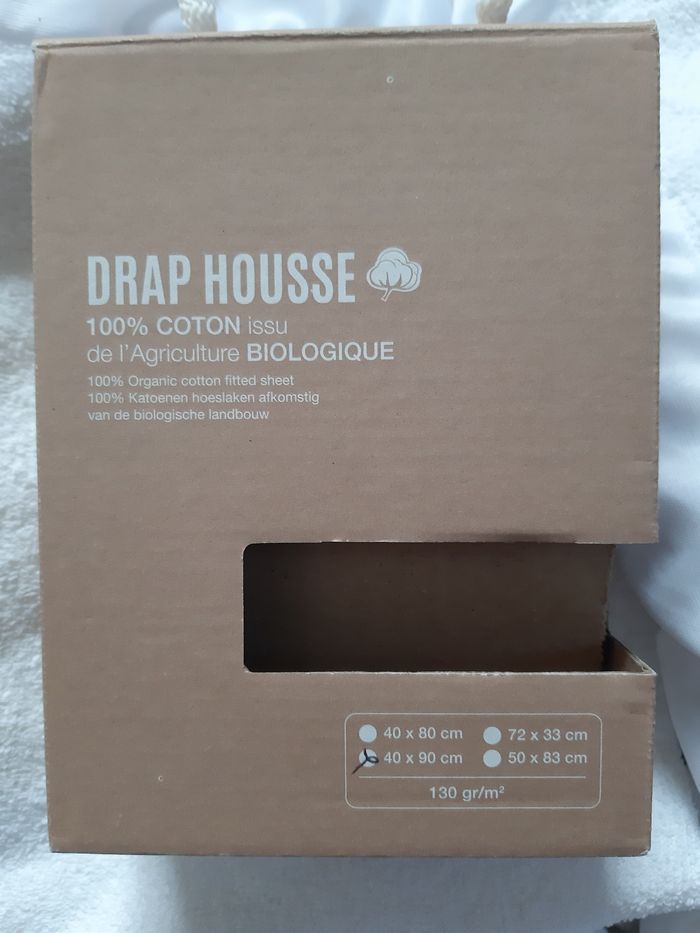 DRAP HOUSSE
100% COTON issu
de l'Agriculture BIOLOGIQUE
100% Organic cotton fitted sheet
100% Katoenen hoeslaken afkomstig
van de biologische landbouw
40 x 80 cm 72 x 33 cm
40 x 90 cm 50 x 83 cm
130 gr/m²